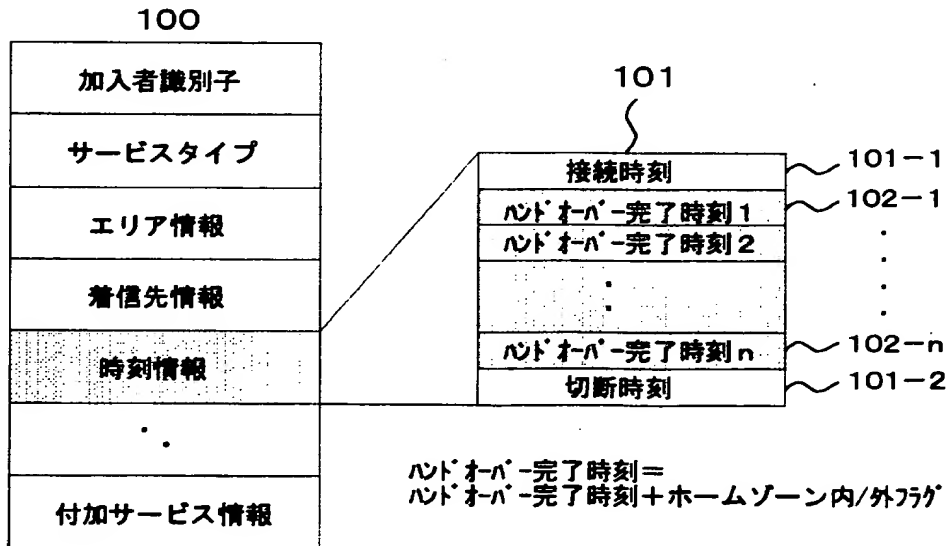 100
加入者識別子
サービスタイプ
エリア情報
着信先情報
時刻情報
・・
付加サービス情報
101
接続時刻
101-1
ﾊﾝﾄﾞｵｰﾊﾞｰ完了時刻1
102-1
ﾊﾝﾄﾞｵｰﾊﾞｰ完了時刻2
ﾊﾝﾄﾞｵｰﾊﾞｰ完了時刻n
102-n
切断時刻
101-2
ﾊﾝﾄﾞｵｰﾊﾞｰ完了時刻=
ﾊﾝﾄﾞｵｰﾊﾞｰ完了時刻+ホームゾーン内/外ﾌﾗｸﾞ